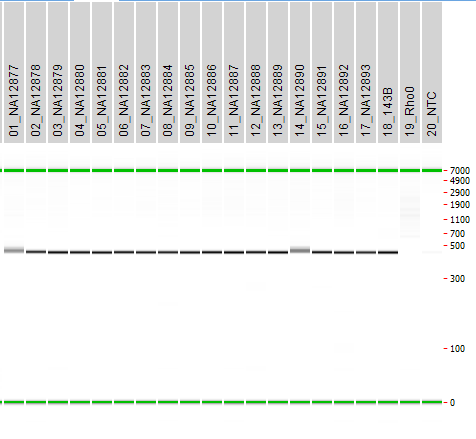 01_NA12877
02_NA12878
03_NA12879
04_NA12880
05_NA12881
06_NA12882
07_NA12883
08_NA12884
09_NA12885
10_NA12886
11_NA12887
12_NA12888
13_NA12889
14_NA12890
15_NA12891
16_NA12892
17_NA12893
18_143B
19_Rho0
20_NTC
7000
4900
2900
1900
1100
700
500
300
100
0